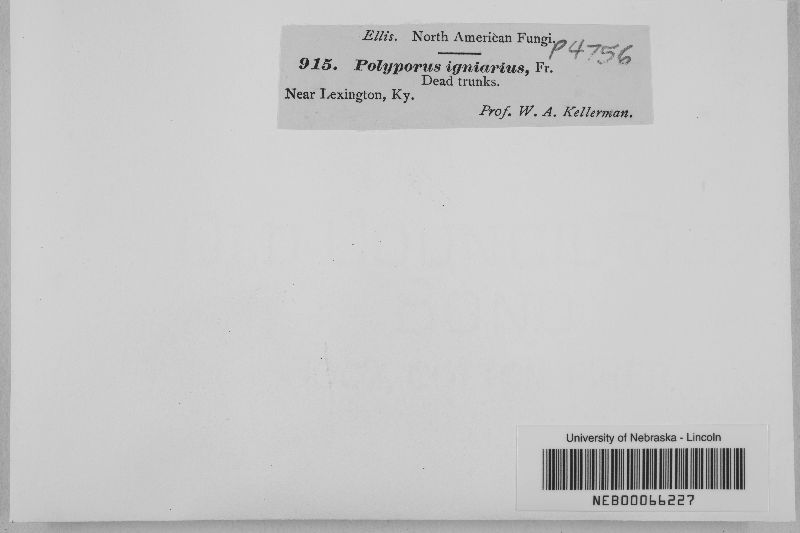 Ellis. North American Fungi.
P4756
915. Polyporus igniarius, Fr.
Dead trunks.
Near Lexington, Ky.
Prof. W. A. Kellerman.
University of Nebraska - Lincoln
NEB00066227